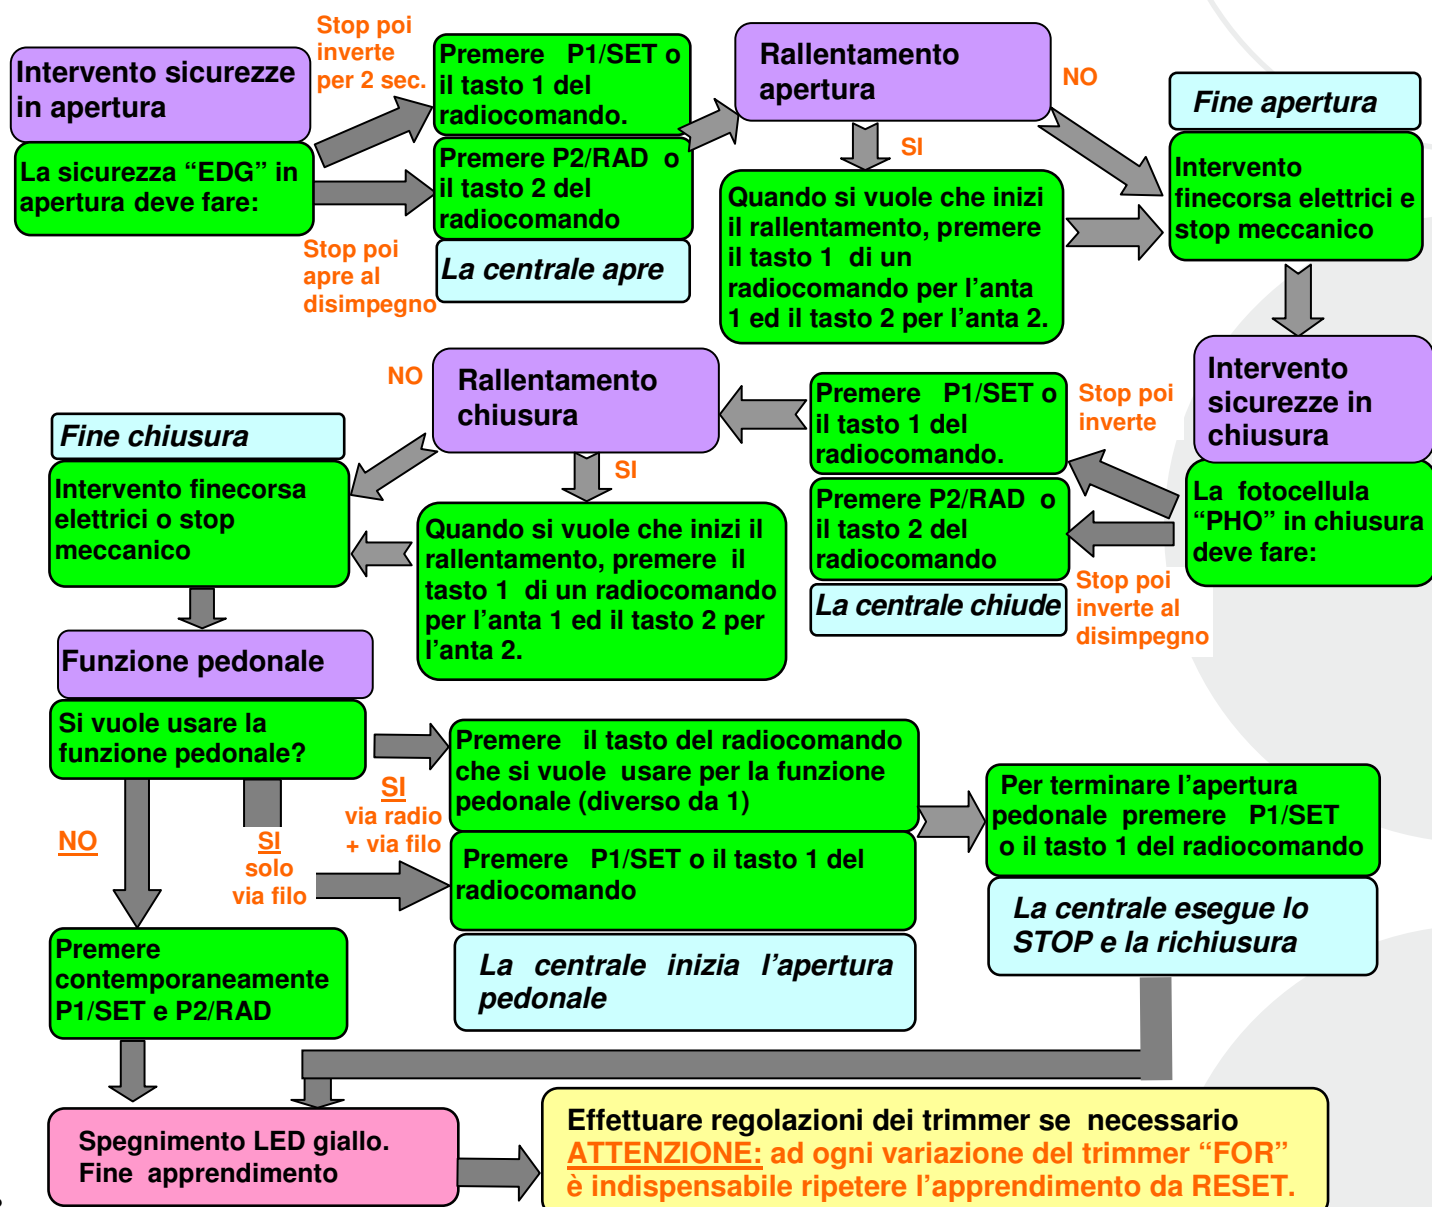 Intervento sicurezze
in apertura
La sicurezza “EDG” in
apertura deve fare:
Stop poi
inverte
per 2 sec.
Stop poi
apre al
disimpegno
Premere P1/SET o
il tasto 1 del
radiocomando.
Premere P2/RAD o
il tasto 2 del
radiocomando
La centrale apre
Rallentamento
apertura
NO
SI
Quando si vuole che inizi
il rallentamento, premere
il tasto 1 di un
radiocomando per l’anta
1 ed il tasto 2 per l’anta 2.
Fine apertura
Intervento
finecorsa elettrici e
stop meccanico
Intervento
sicurezze in
chiusura
La fotocellula
“PHO” in chiusura
deve fare:
Stop poi
inverte
Stop poi
inverte al
disimpegno
Premere P1/SET o
il tasto 1 del
radiocomando.
Premere P2/RAD o
il tasto 2 del
radiocomando
La centrale chiude
Rallentamento
chiusura
NO
SI
Quando si vuole che inizi il
rallentamento, premere il
tasto 1 di un radiocomando
per l’anta 1 ed il tasto 2 per
l’anta 2.
Fine chiusura
Intervento finecorsa
elettrici o stop
meccanico
Funzione pedonale
Si vuole usare la
funzione pedonale?
NO
SI
solo
via filo
SI
via radio
+ via filo
Premere il tasto del radiocomando
che si vuole usare per la funzione
pedonale (diverso da 1)
Premere P1/SET o il tasto 1 del
radiocomando
La centrale inizia l’apertura
pedonale
Per terminare l’apertura
pedonale premere P1/SET
o il tasto 1 del radiocomando
La centrale esegue lo
STOP e la richiusura
Premere
contemporaneamente
P1/SET e P2/RAD
Spegnimento LED giallo.
Fine apprendimento
Effettuare regolazioni dei trimmer se necessario
ATTENZIONE: ad ogni variazione del trimmer “FOR”
è indispensabile ripetere l’apprendimento da RESET.